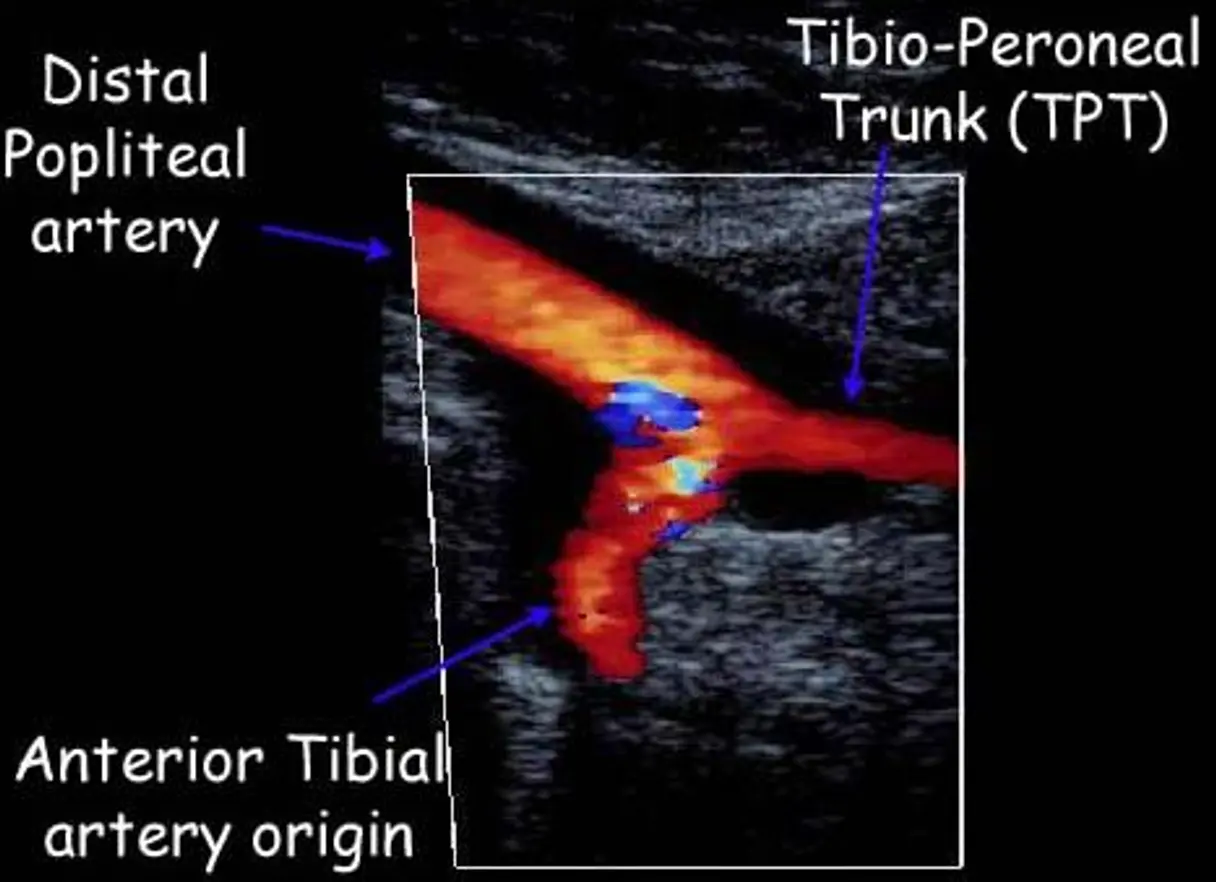 Distal
Popliteal
artery
Tibio-Peroneal
Trunk (TPT)
Anterior Tibial
artery origin